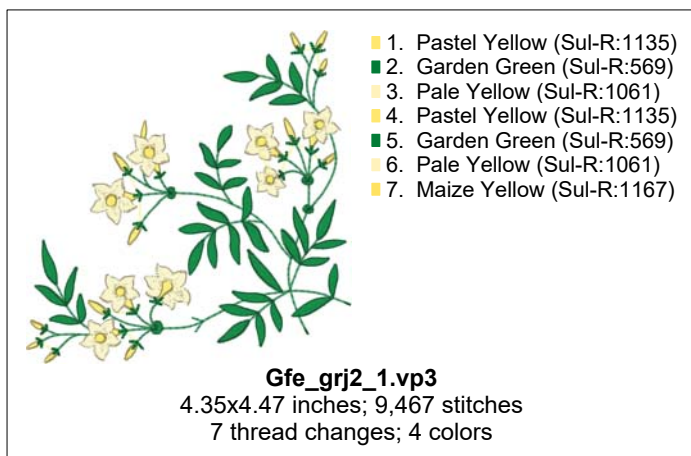 1. Pastel Yellow (Sul-R:1135)
2. Garden Green (Sul-R:569)
3. Pale Yellow (Sul-R:1061)
4. Pastel Yellow (Sul-R:1135)
5. Garden Green (Sul-R:569)
6. Pale Yellow (Sul-R:1061)
7. Maize Yellow (Sul-R:1167)
Gfe_grj2_1.vp3
4.35x4.47 inches; 9,467 stitches
7 thread changes; 4 colors